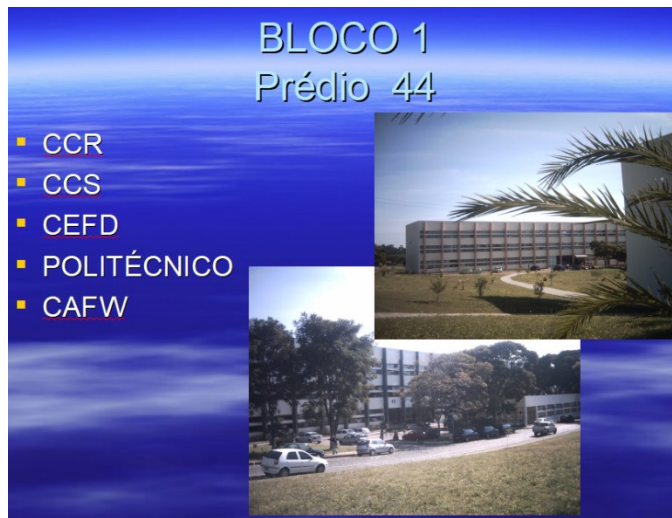 BLOCO 1
Prédio 44
CCR
CCS
CEFD
POLITÉCNICO
CAFW